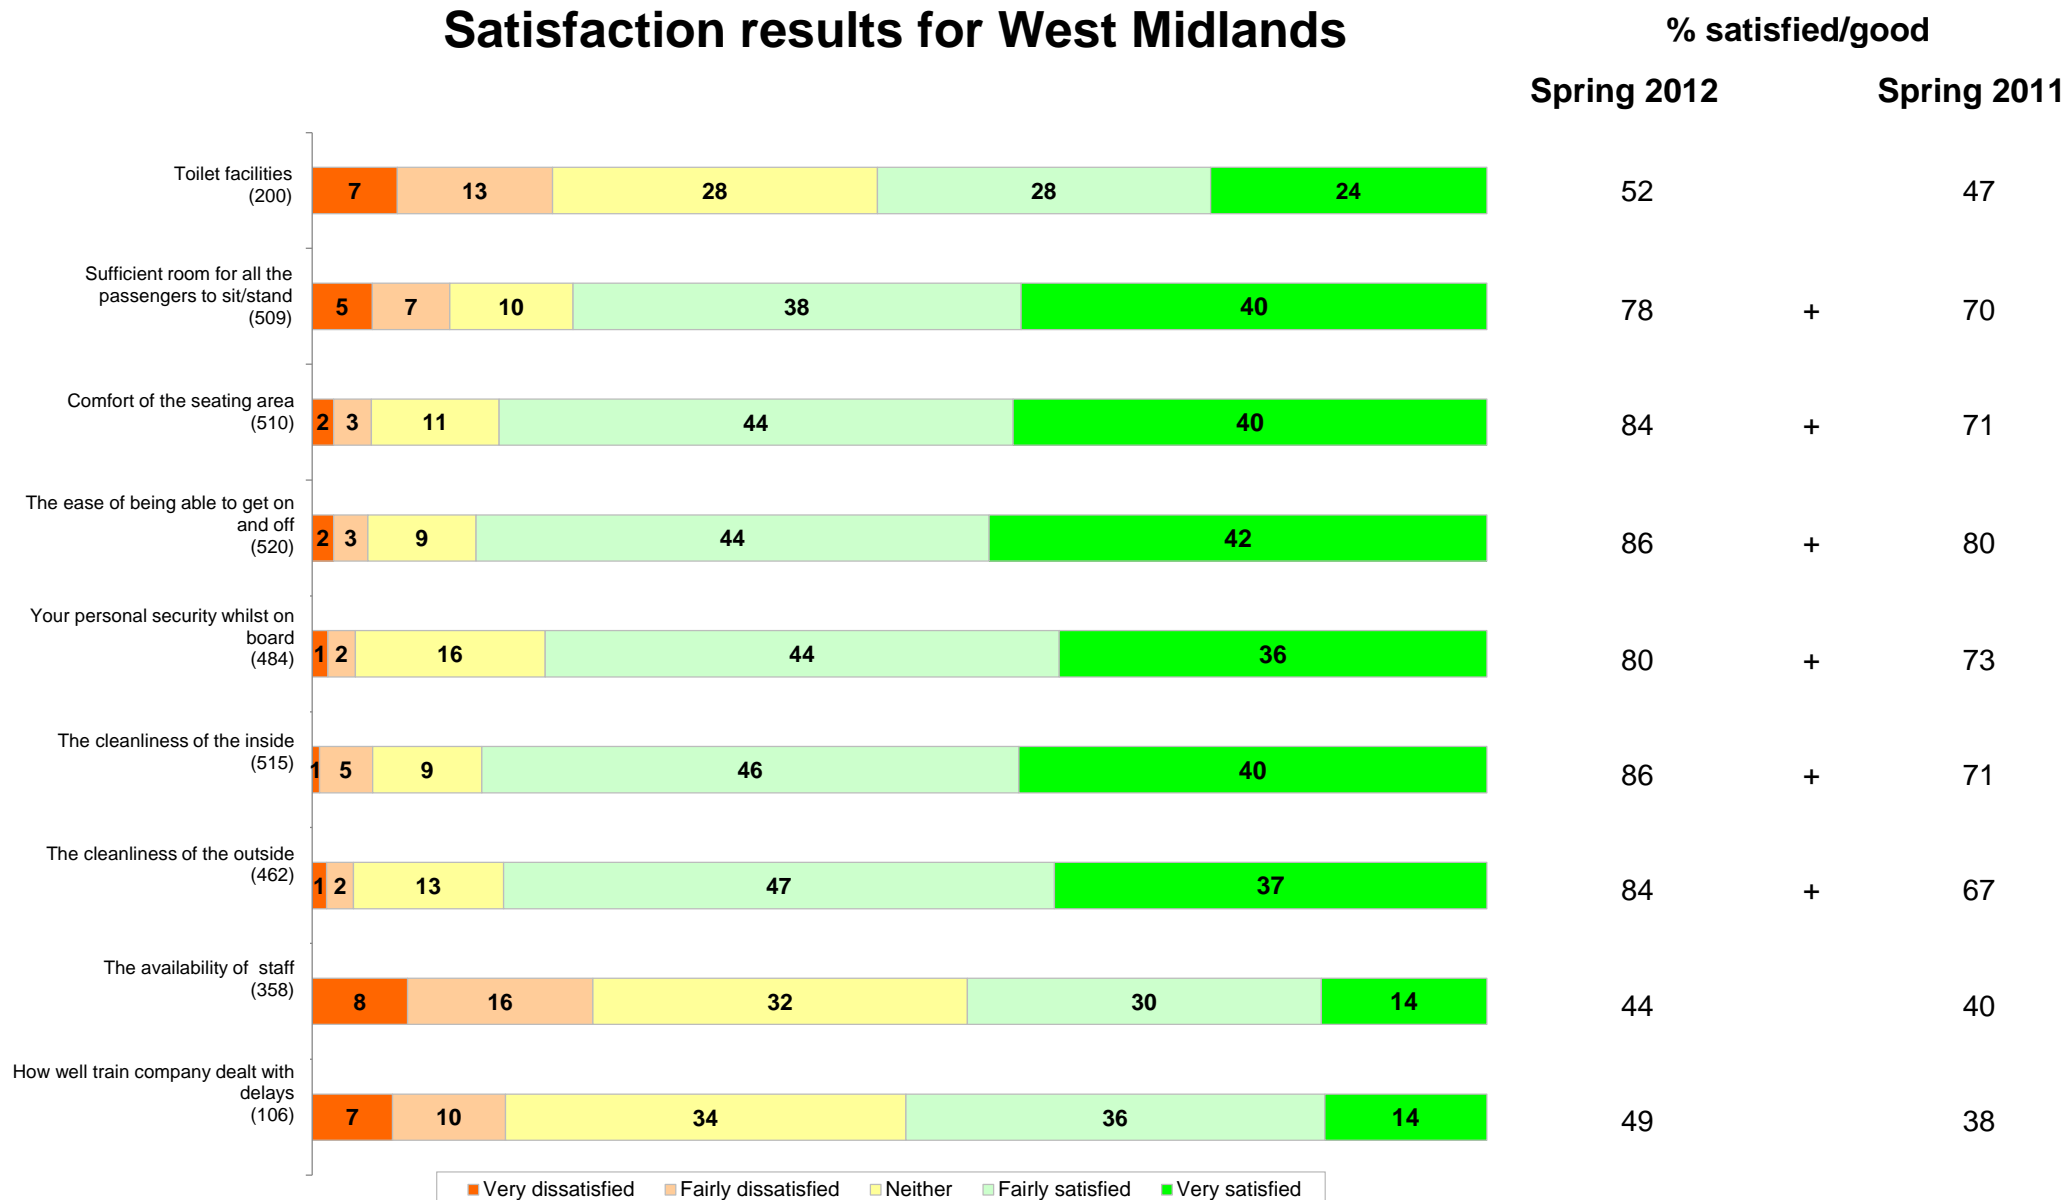 Satisfaction results for West Midlands
% satisfied/good
Spring 2012
Spring 2011
Toilet facilities
(200)
7 13 28 28 24
52 47
Sufficient room for all the
passengers to sit/stand
(509)
5 7 10 38 40
78 + 70
Comfort of the seating area
(510)
2 3 11 44 40
84 + 71
The ease of being able to get on
and off
(520)
2 3 9 44 42
86 + 80
Your personal security whilst on
board
(484)
1 2 16 44 36
80 + 73
The cleanliness of the inside
(515)
1 5 9 46 40
86 + 71
The cleanliness of the outside
(462)
1 2 13 47 37
84 + 67
The availability of  staff
(358)
8 16 32 30 14
44 40
How well train company dealt with
delays
(106)
7 10 34 36 14
49 38
Very dissatisfied Fairly dissatisfied Neither Fairly satisfied Very satisfied